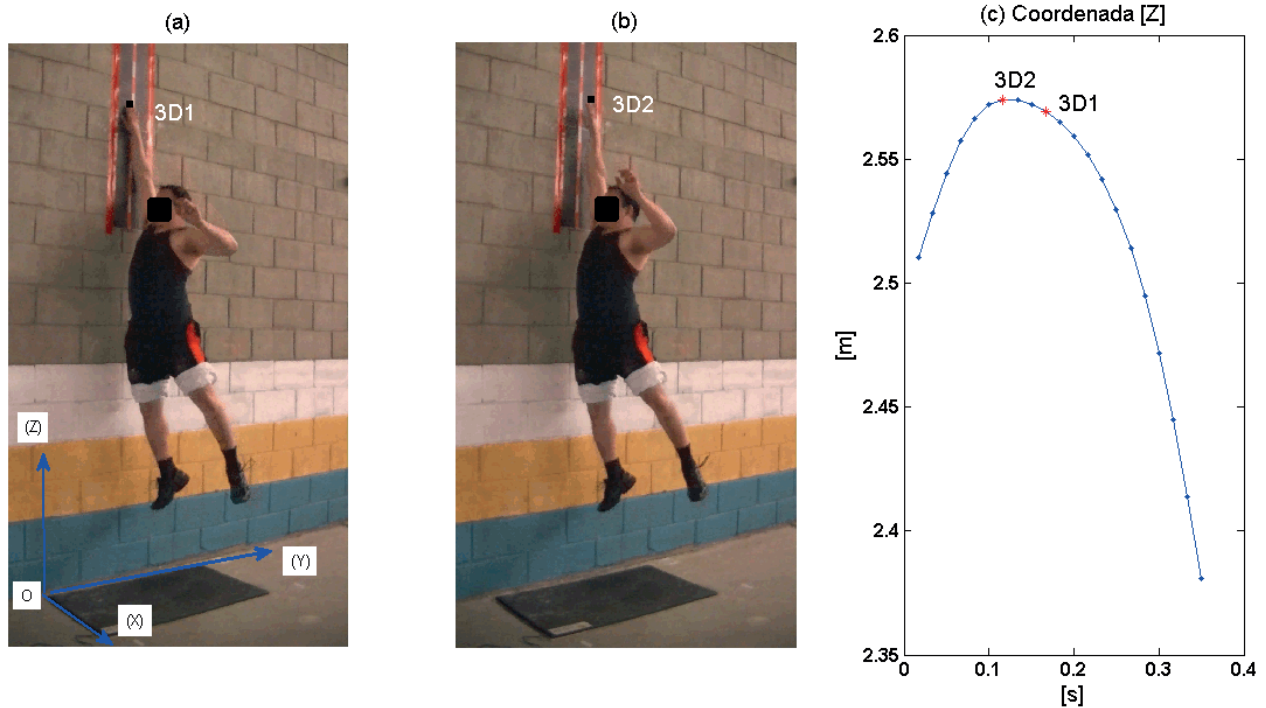 (a)
3D1
(Z)
O
(Y)
(X)
(b)
3D2
(c) Coordenada [Z]
2.6
2.55
2.5
2.45
2.4
2.35
[m]
3D2
3D1
0
0.1
0.2
0.3
0.4
[s]